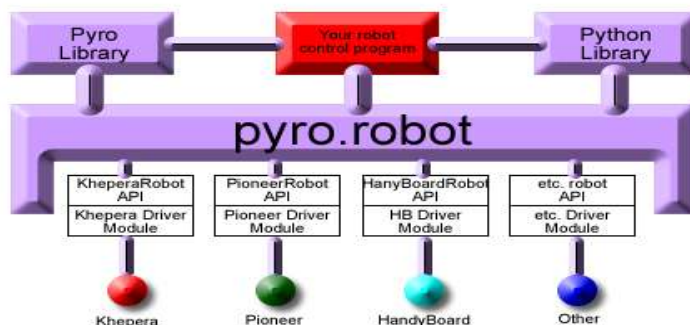 Pyro
Library
Your robot
control program
Python
Library
pyro.robot
KheperaRobot
API
Khepera Driver
Module
PioneerRobot
API
Pioneer Driver
Module
HanyBoardRobot
API
HB Driver
Module
etc. robot
API
etc. Driver
Module
Khepera
Pioneer
HandyBoard
Other